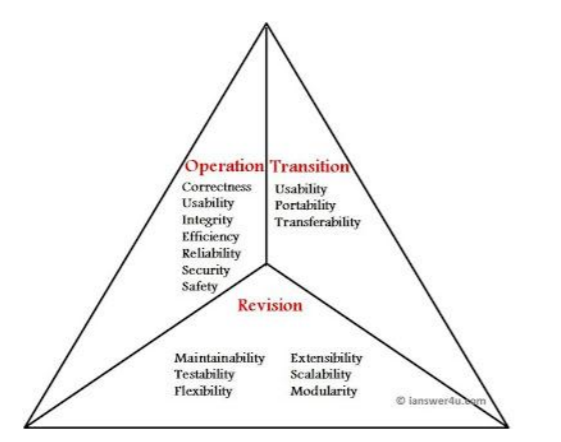 Operation
Correctness
Usability
Integrity
Efficiency
Reliability
Security
Safety
Transition
Usability
Portability
Transferability
Revision
Maintainability
Testability
Flexibility
Extensibility
Scalability
Modularity
© ianswer4u.com